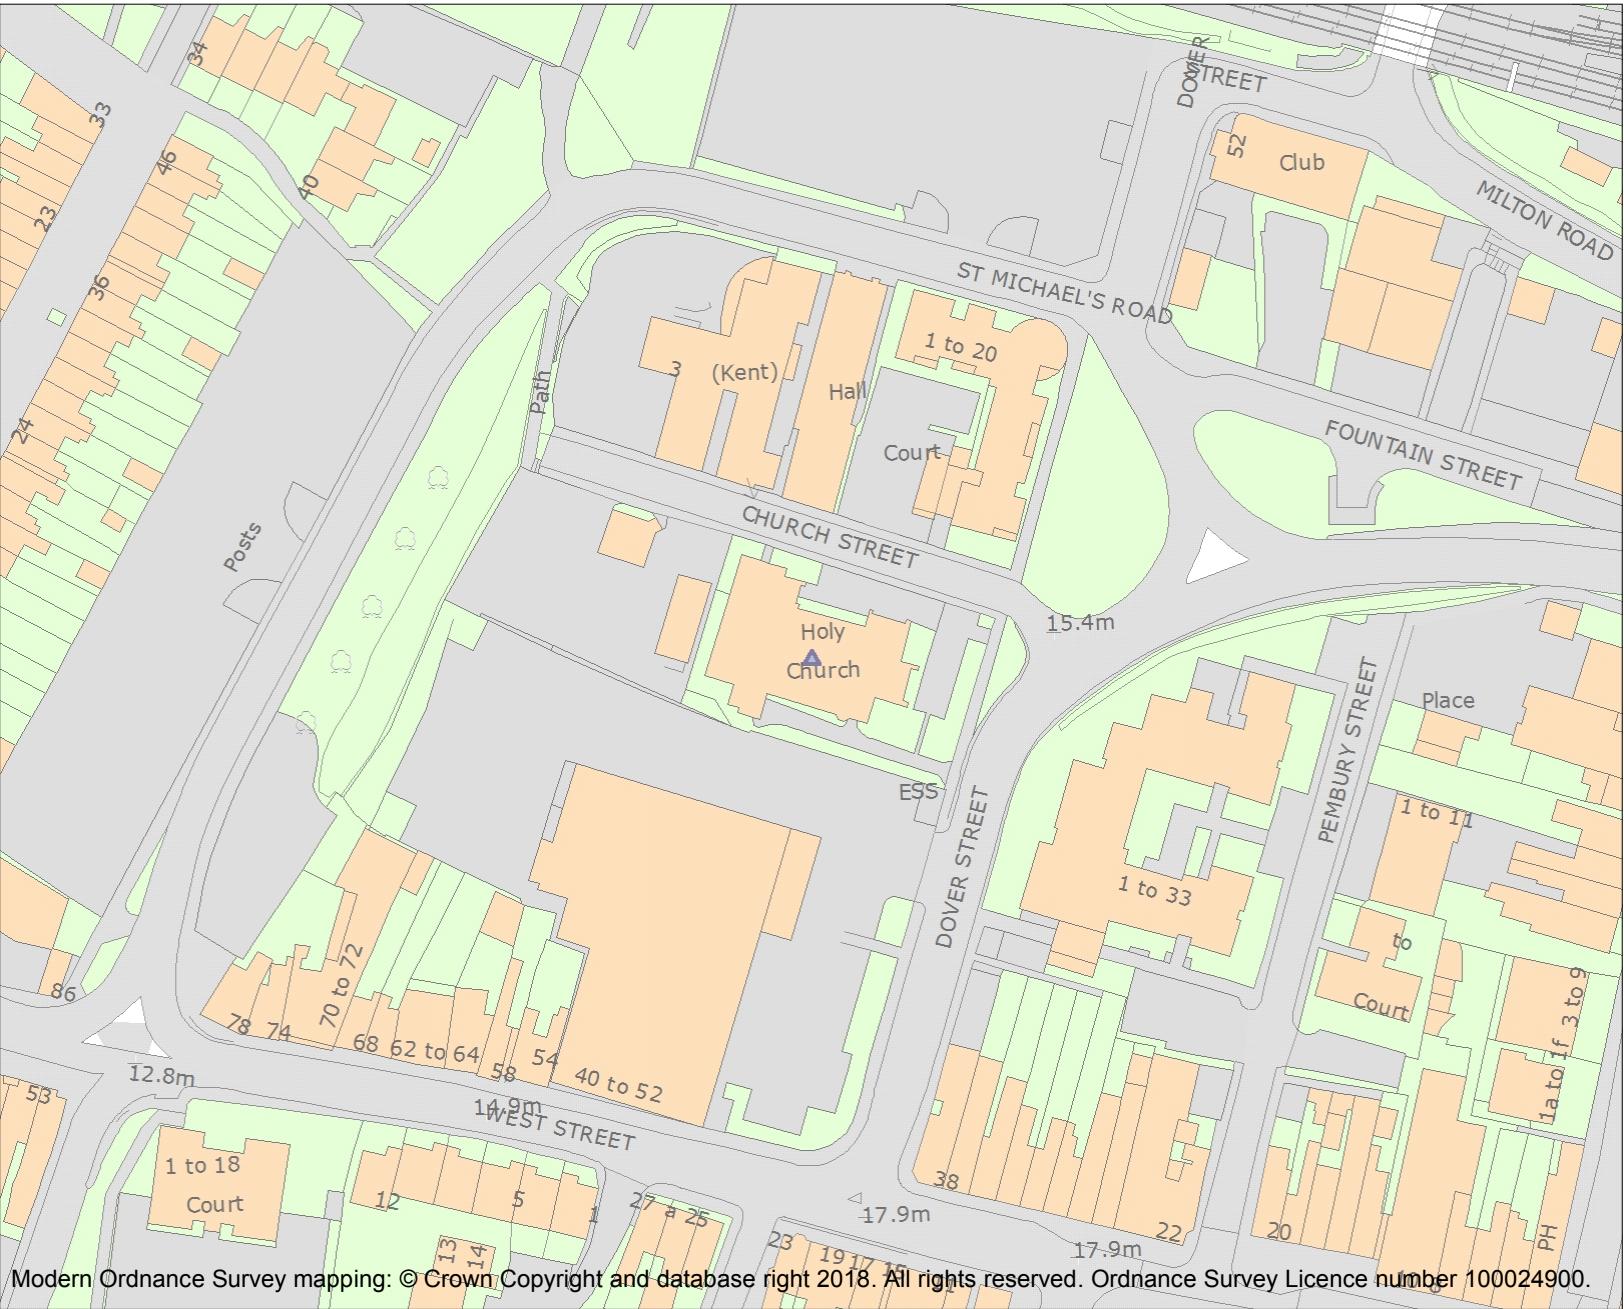 34
33
46
23
40
36
24
DOVER
STREET
52
Club
MILTON ROAD
ST MICHAEL'S ROAD
1 to 20
3
(Kent)
Hall
Path
Court
FOUNTAIN STREET
CHURCH STREET
Posts
15.4m
Holy
Church
ESS
DOVER STREET
PEMBURY STREET
Place
1 to 11
1 to 33
to
Court
3 to 9
1a to 1f
86
78
74
70 to 72
68
62 to 64
58
54
40 to 52
12.8m
14.9m
WEST STREET
53
1 to 18
Court
12
5
1
27 a 25
13
14
38
22
17.9m
17.9m
20
PH
23
19
17
15
Modern Ordnance Survey mapping: © Crown Copyright and database right 2018. All rights reserved. Ordnance Survey Licence number 100024900.